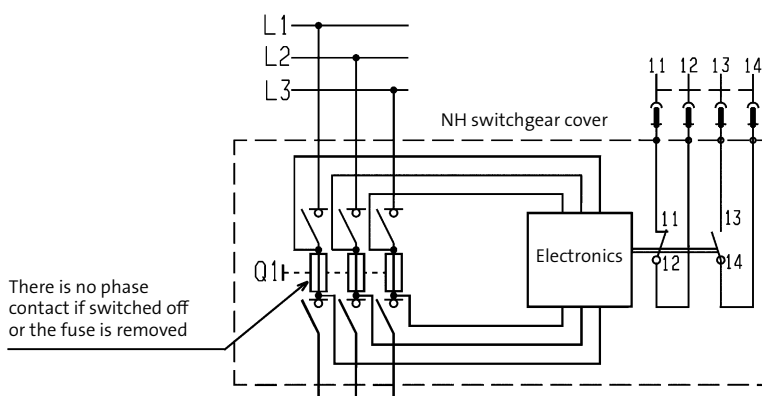 L1
L2
L3
11 12 13 14
NH switchgear cover
11
13
Electronics
12
14
Q1
There is no phase
contact if switched off
or the fuse is removed